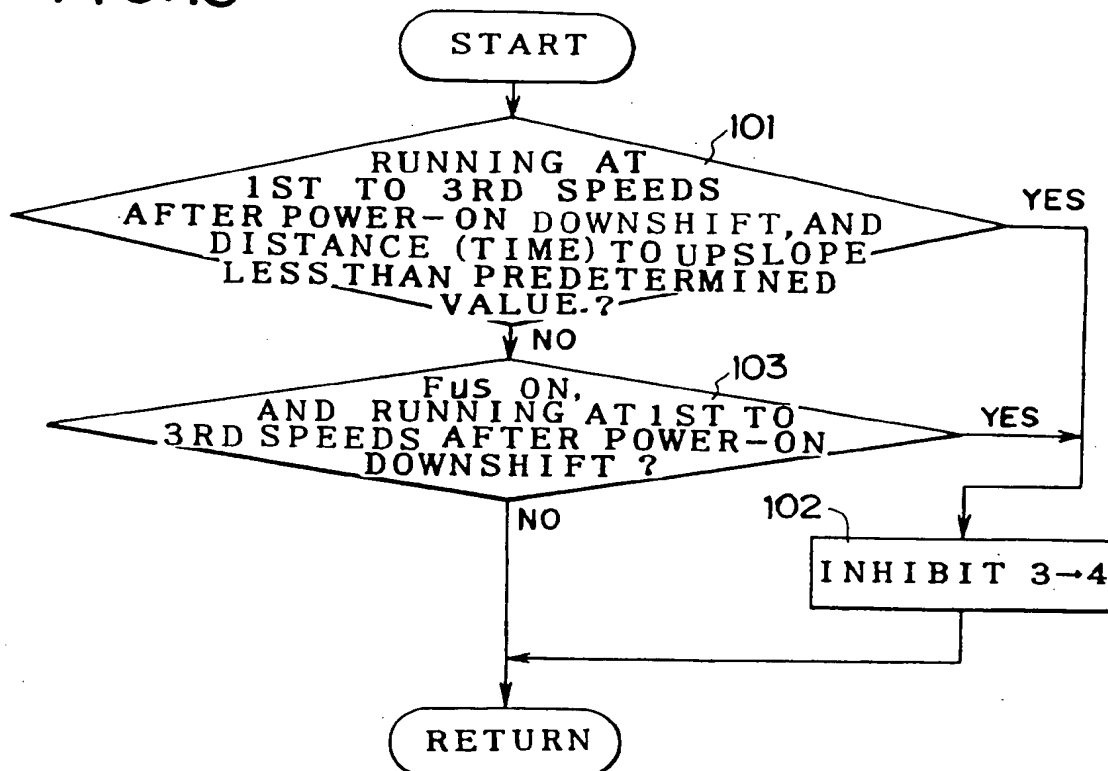 START
101
RUNNING AT
1ST TO 3RD SPEEDS
AFTER POWER-ON DOWNSHIFT, AND
DISTANCE (TIME) TO UPSLOPE
LESS THAN PREDETERMINED
VALUE.?
YES
NO
103
Fus ON,
AND RUNNING AT 1ST TO
3RD SPEEDS AFTER POWER-ON
DOWNSHIFT ?
YES
NO
102
INHIBIT 3→4
RETURN